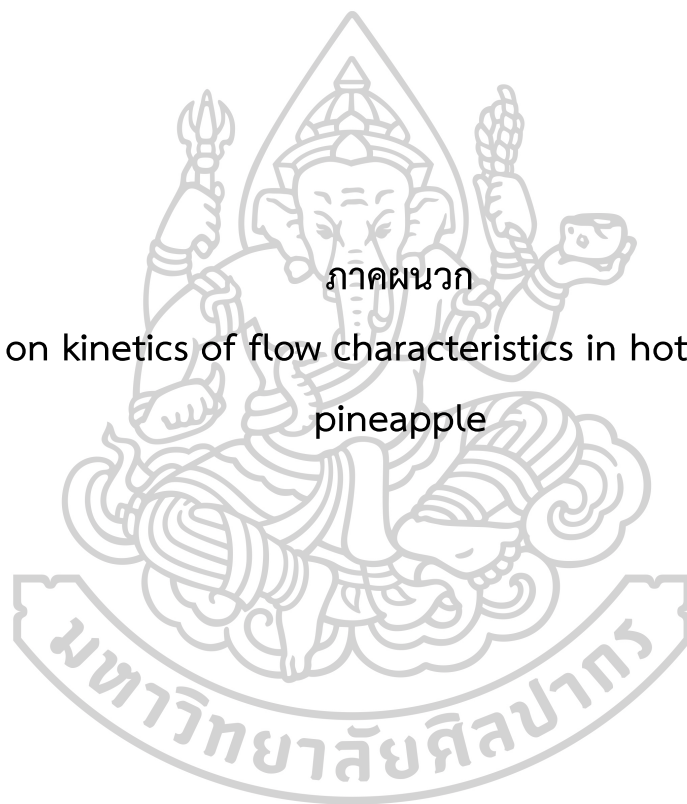 ภาคผนวก
on kinetics of flow characteristics in hot
pineapple
มหาวิทยาลัยศิลปากร